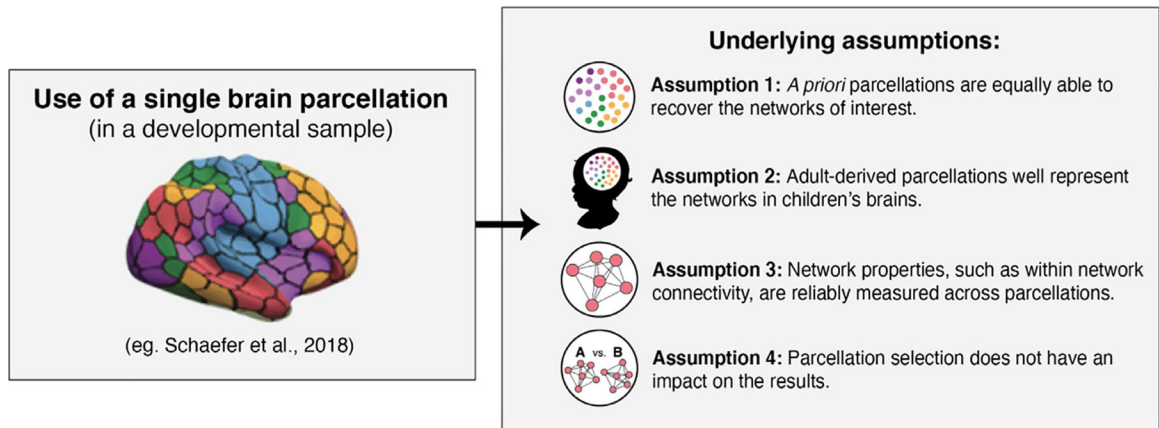 Use of a single brain parcellation
(in a developmental sample)
(eg. Schaefer et al., 2018)
Underlying assumptions:
Assumption 1: A priori parcellations are equally able to
recover the networks of interest.
Assumption 2: Adult-derived parcellations well represent
the networks in children's brains.
Assumption 3: Network properties, such as within network
connectivity, are reliably measured across parcellations.
A vs. B
Assumption 4: Parcellation selection does not have an
impact on the results.